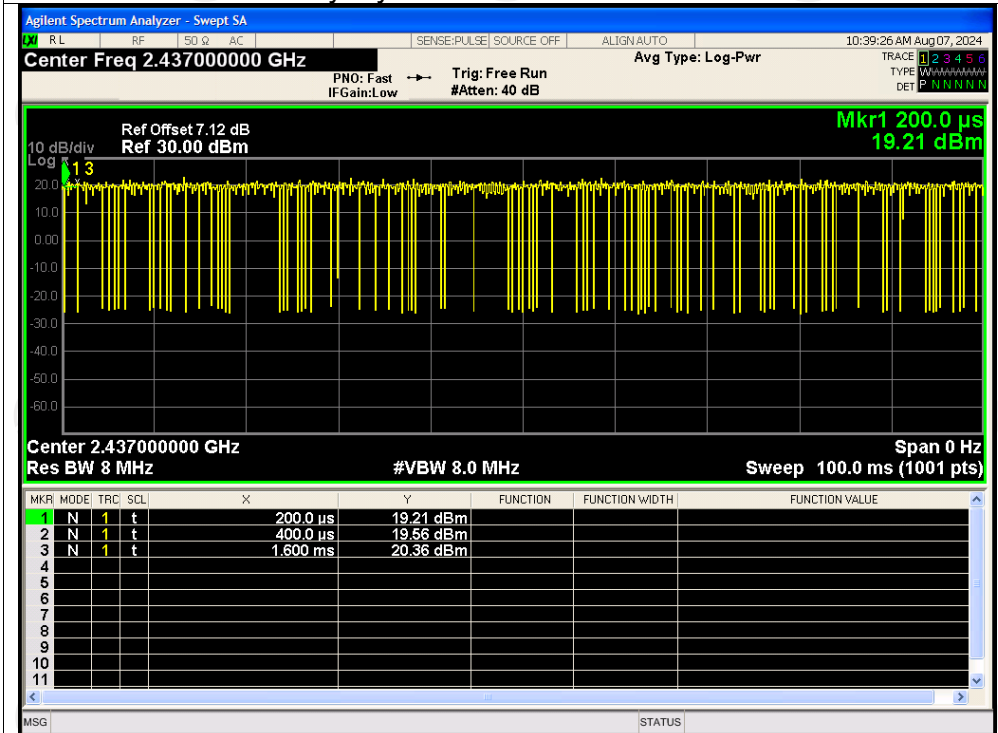 Agilent Spectrum Analyzer - Swept SA
LXI RL RF 50 Ω AC SENSE:PULSE SOURCE OFF ALIGN AUTO 10:39:26 AM Aug 07, 2024
Center Freq 2.437000000 GHz Avg Type: Log-Pwr TRACE 1 2 3 4 5 6
PNO: Fast Trig: Free Run TYPE WWWWWW
IFGain:Low #Atten: 40 dB DET P N N N N N
Mkr1 200.0 µs
Ref Offset 7.12 dB
10 dB/div Ref 30.00 dBm 19.21 dBm
Log
1 3
20.0
10.0
0.00
-10.0
-20.0
-30.0
-40.0
-50.0
-60.0
Center 2.437000000 GHz Span 0 Hz
Res BW 8 MHz #VBW 8.0 MHz Sweep 100.0 ms (1001 pts)
MKR MODE TRC SCL X Y FUNCTION FUNCTION WIDTH FUNCTION VALUE
1 N 1 t 200.0 µs 19.21 dBm
2 N 1 t 400.0 µs 19.56 dBm
3 N 1 t 1.600 ms 20.36 dBm
4
5
6
7
8
9
10
11
MSG STATUS